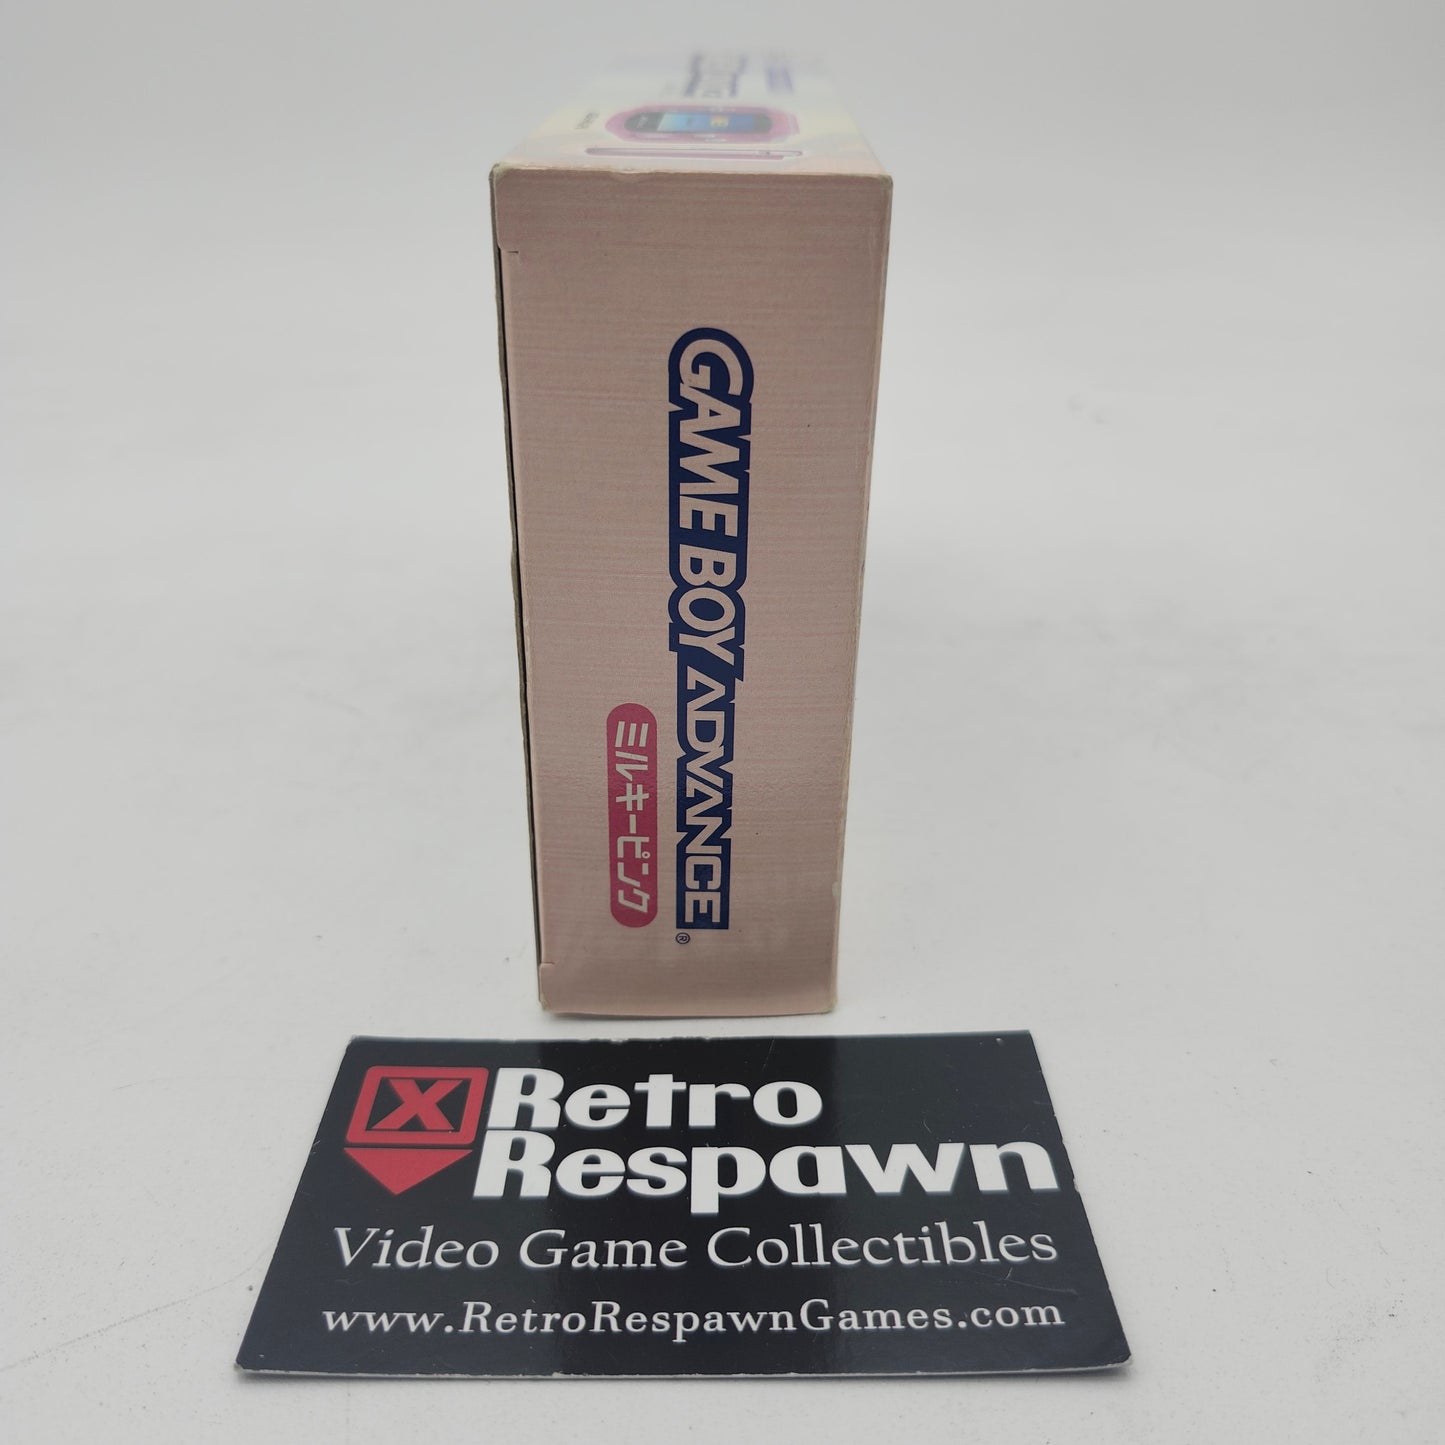 GAME BOY ADVANCE®
ミルキーピンク
X Retro
Respawn
Video Game Collectibles
www.RetroRespawnGames.com